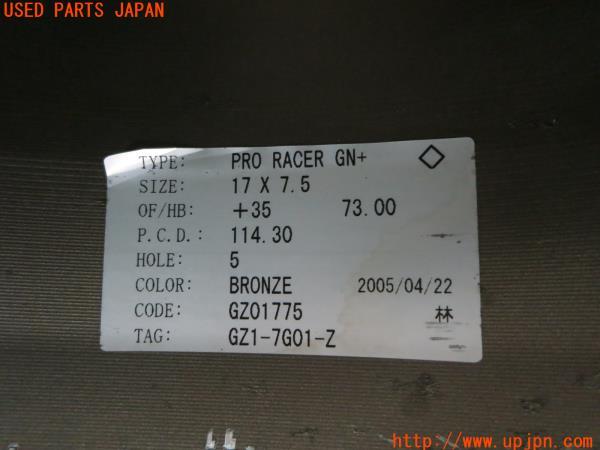 USED PARTS JAPAN
TYPE: PRO RACER GN+ ◇
SIZE: 17 X 7.5
OF/HB: +35 73.00
P.C.D.: 114.30
HOLE: 5
COLOR: BRONZE 2005/04/22
CODE: GZ01775 林
TAG: GZ1-7G01-Z
http://www.upjpn.com/